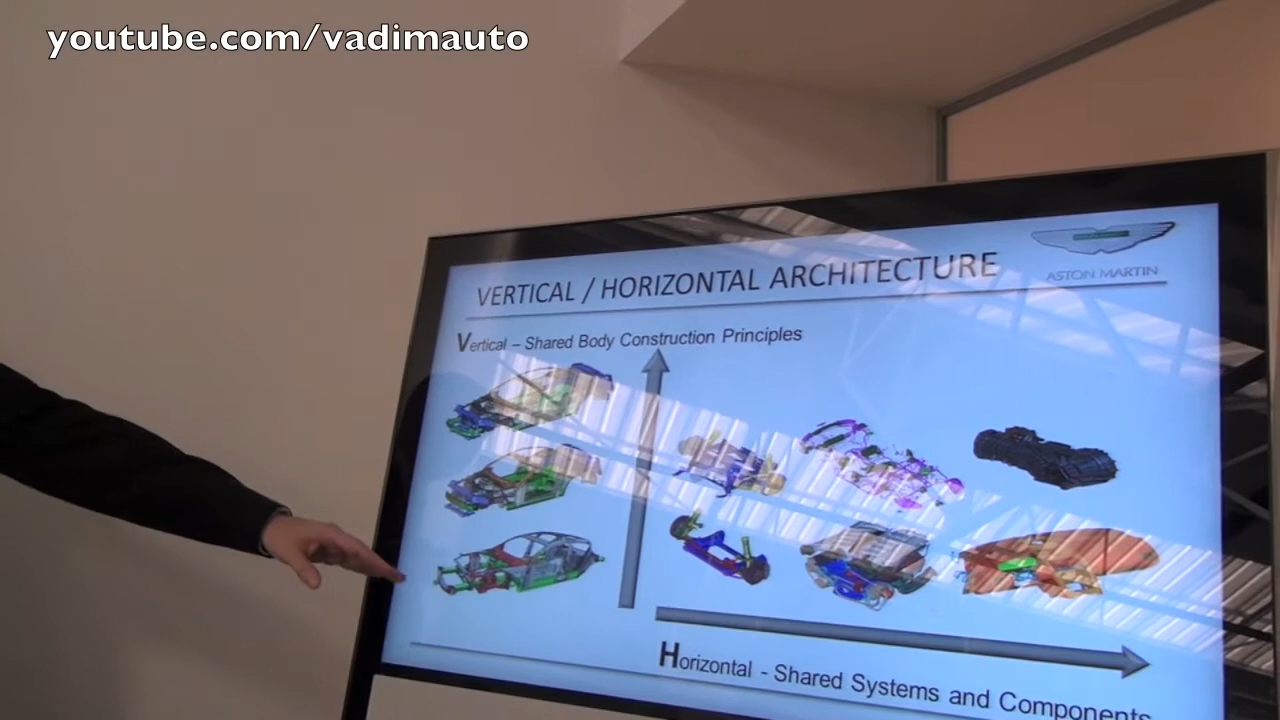 youtube.com/vadimauto
ASTON MARTIN
VERTICAL / HORIZONTAL ARCHITECTURE
Vertical – Shared Body Construction Principles
Horizontal - Shared Systems and Components